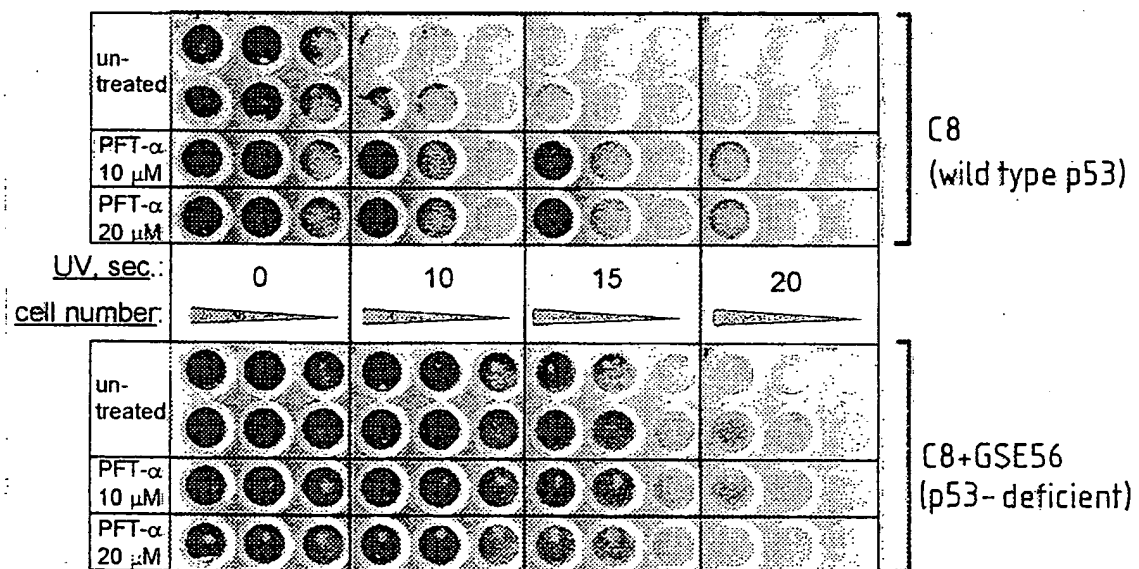 un-
treated
PFT-α
10 µM
PFT-α
20 µM
C8
(wild type p53)
UV, sec.:
0
10
15
20
cell number:
un-
treated
PFT-α
10 µM
PFT-α
20 µM
C8+GSE56
(p53-deficient)